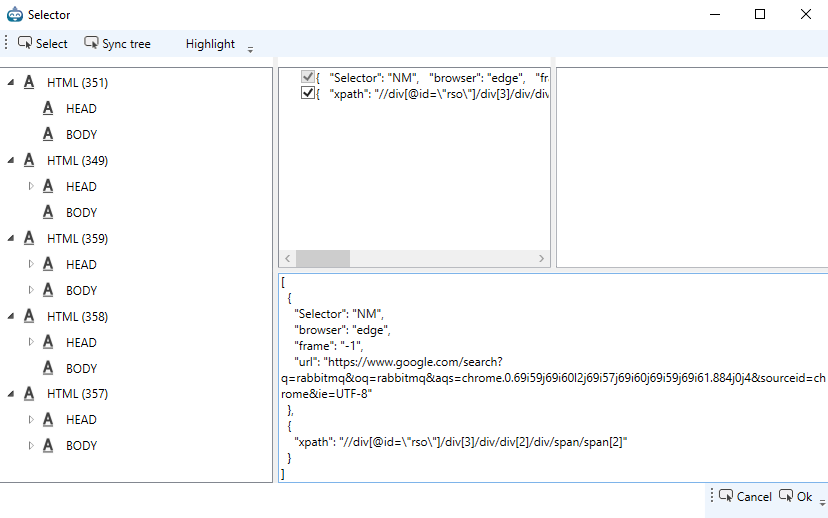 Selector
Select Sync tree Highlight
HTML (351)
HEAD
BODY
HTML (349)
HEAD
BODY
HTML (359)
HEAD
BODY
HTML (358)
HEAD
BODY
HTML (357)
HEAD
BODY
{ "Selector": "NM", "browser": "edge", "fra
{ "xpath": "//div[@id=\"rso\"]/div[3]/div/div
[
{
"Selector": "NM",
"browser": "edge",
"frame": "-1",
"url": "https://www.google.com/search?
q=rabbitmq&oq=rabbitmq&aqs=chrome.0.69i59j69i60l2j69i57j69i60j69i59j69i61.884j0j4&sourceid=ch
rome&ie=UTF-8"
},
{
"xpath": "//div[@id=\"rso\"]/div[3]/div/div[2]/div/span/span[2]"
}
]
Cancel Ok